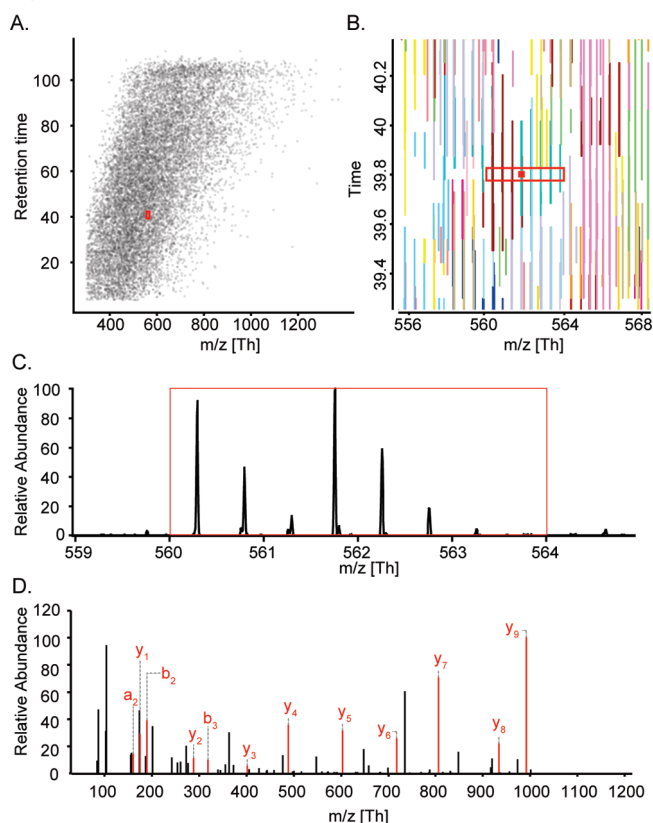 A.
Retention time
100
80
60
40
20
400 600 800 1000 1200
m/z [Th]
B.
Time
40.2
40
39.8
39.6
39.4
556 560 564 568
m/z [Th]
C.
Relative Abundance
100
80
60
40
20
0
559 560 561 562 563 564
m/z [Th]
D.
Relative Abundance
120
100
80
60
40
20
0
a2 y1 b2 y2 b3 y3 y4 y5 y6 y7 y8 y9
100 200 300 400 500 600 700 800 900 1000 1100 1200
m/z [Th]